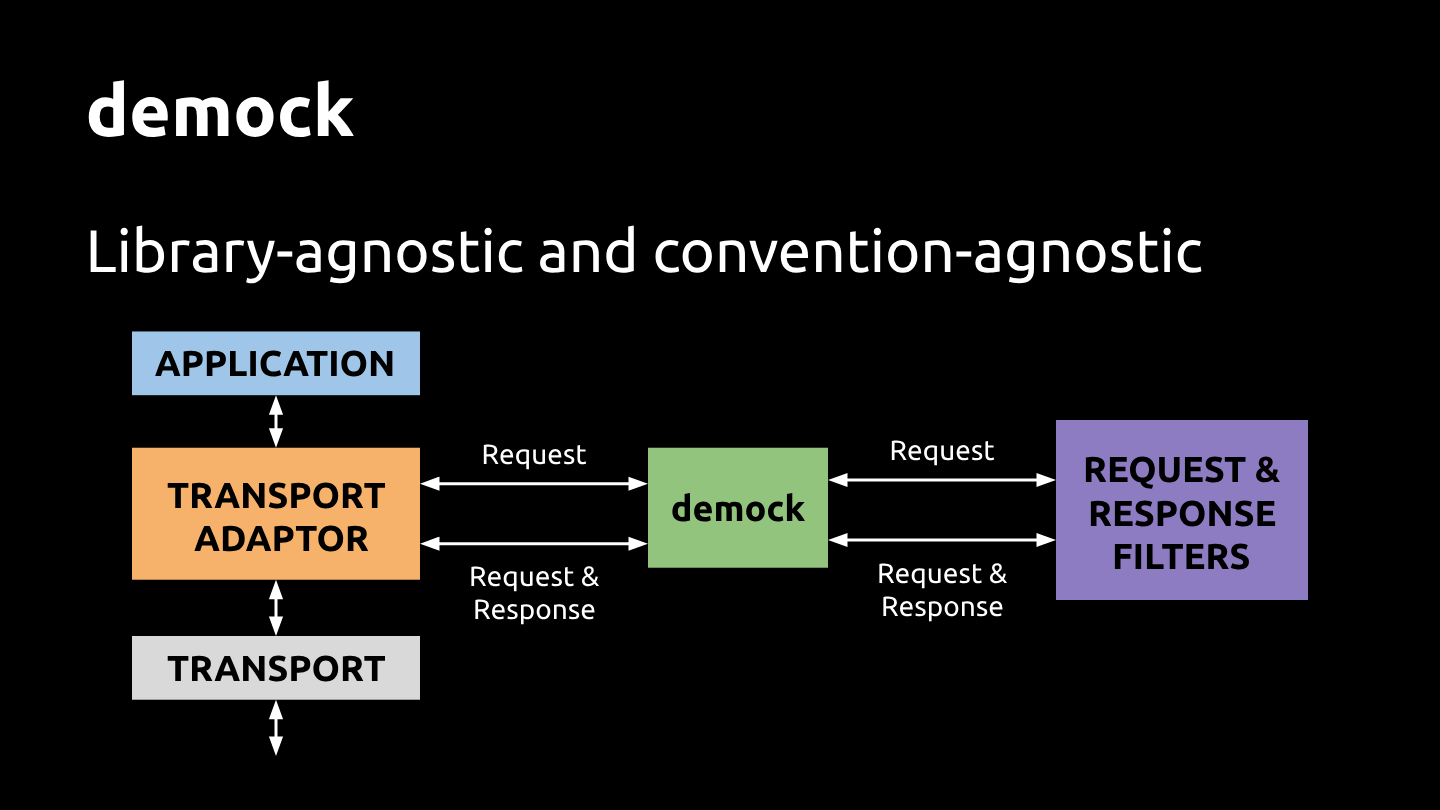 demock
Library-agnostic and convention-agnostic
APPLICATION
TRANSPORT
ADAPTOR
TRANSPORT
Request
Request &
Response
demock
Request
Request &
Response
REQUEST &
RESPONSE
FILTERS